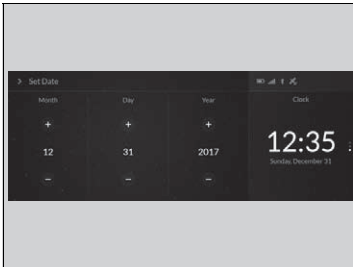 Set Date
Month Day Year
+ + +
12 31 2017
− − −
Clock
12:35
Sunday, December 31